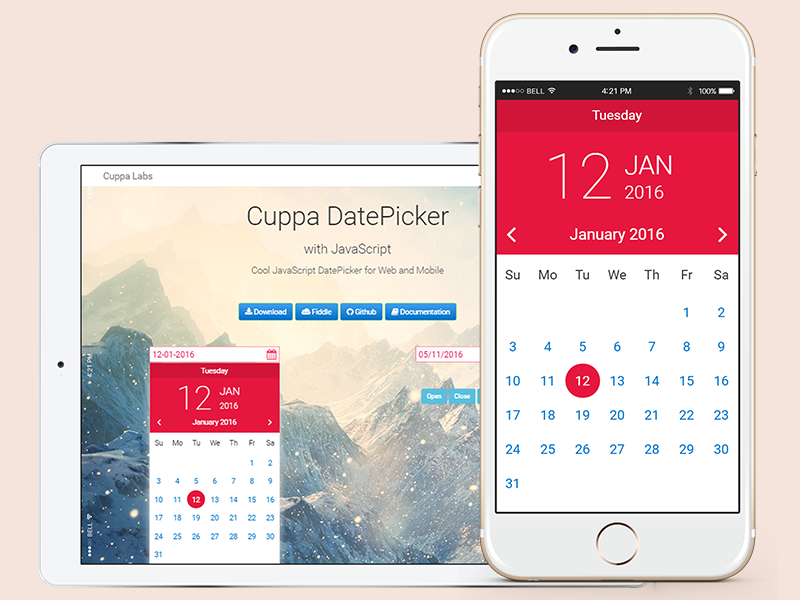 Cuppa Labs
Cuppa DatePicker
with JavaScript
Cool JavaScript DatePicker for Web and Mobile
Download Fiddle Github Documentation
12-01-2016
Tuesday
12 JAN
2016
January 2016
Su Mo Tu We Th Fr Sa
1 2
3 4 5 6 7 8 9
10 11 12 13 14 15 16
17 18 19 20 21 22 23
24 25 26 27 28 29 30
31
05/11/2016
Open Close
4:21 PM
BELL
BELL 4:21 PM 100%
Tuesday
12 JAN
2016
January 2016
Su Mo Tu We Th Fr Sa
1 2
3 4 5 6 7 8 9
10 11 12 13 14 15 16
17 18 19 20 21 22 23
24 25 26 27 28 29 30
31